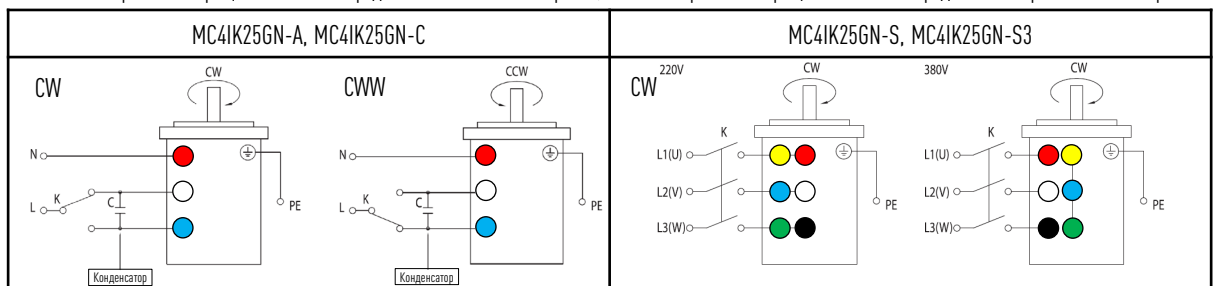 MC4IK25GN-A, MC4IK25GN-C
MC4IK25GN-S, MC4IK25GN-S3
CW
CW
N
K
L
C
PE
Конденсатор
CWW
CCW
N
K
L
C
PE
Конденсатор
CW
220V
CW
K
L1(U)
L2(V)
L3(W)
PE
380V
CW
K
L1(U)
L2(V)
L3(W)
PE